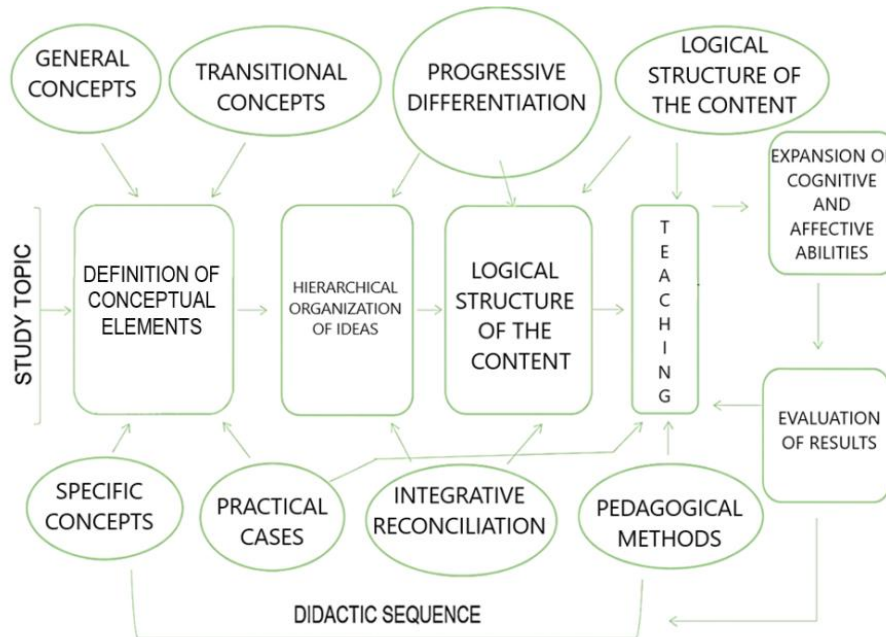 GENERAL
CONCEPTS
TRANSITIONAL
CONCEPTS
PROGRESSIVE
DIFFERENTIATION
LOGICAL
STRUCTURE OF
THE CONTENT
EXPANSION OF
COGNITIVE
AND
AFFECTIVE
ABILITIES
STUDY TOPIC
DEFINITION OF
CONCEPTUAL
ELEMENTS
HIERARCHICAL
ORGANIZATION
OF IDEAS
LOGICAL
STRUCTURE
OF THE
CONTENT
TEACHING
EVALUATION
OF RESULTS
SPECIFIC
CONCEPTS
PRACTICAL
CASES
INTEGRATIVE
RECONCILIATION
PEDAGOGICAL
METHODS
DIDACTIC SEQUENCE